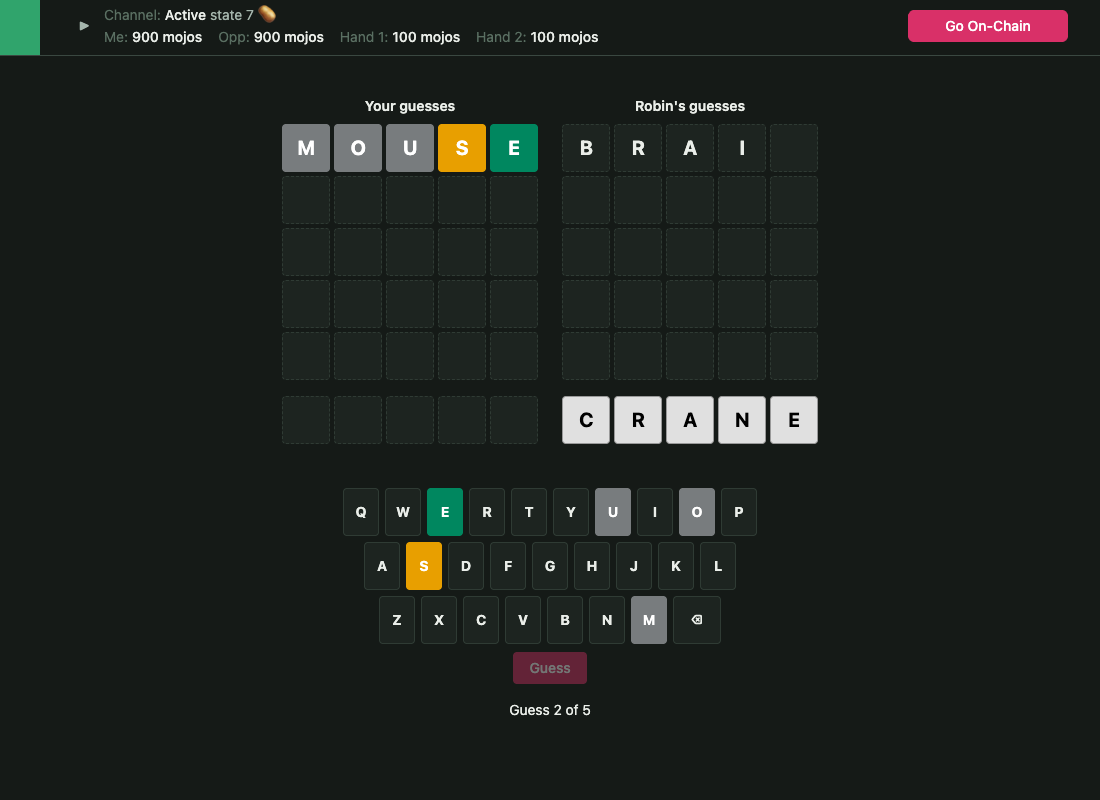 Channel: Active state 7 🥔
Me: 900 mojos Opp: 900 mojos Hand 1: 100 mojos Hand 2: 100 mojos
Go On-Chain
Your guesses
Robin's guesses
M O U S E
B R A I
C R A N E
Q W E R T Y U I O P
A S D F G H J K L
Z X C V B N M
Guess
Guess 2 of 5